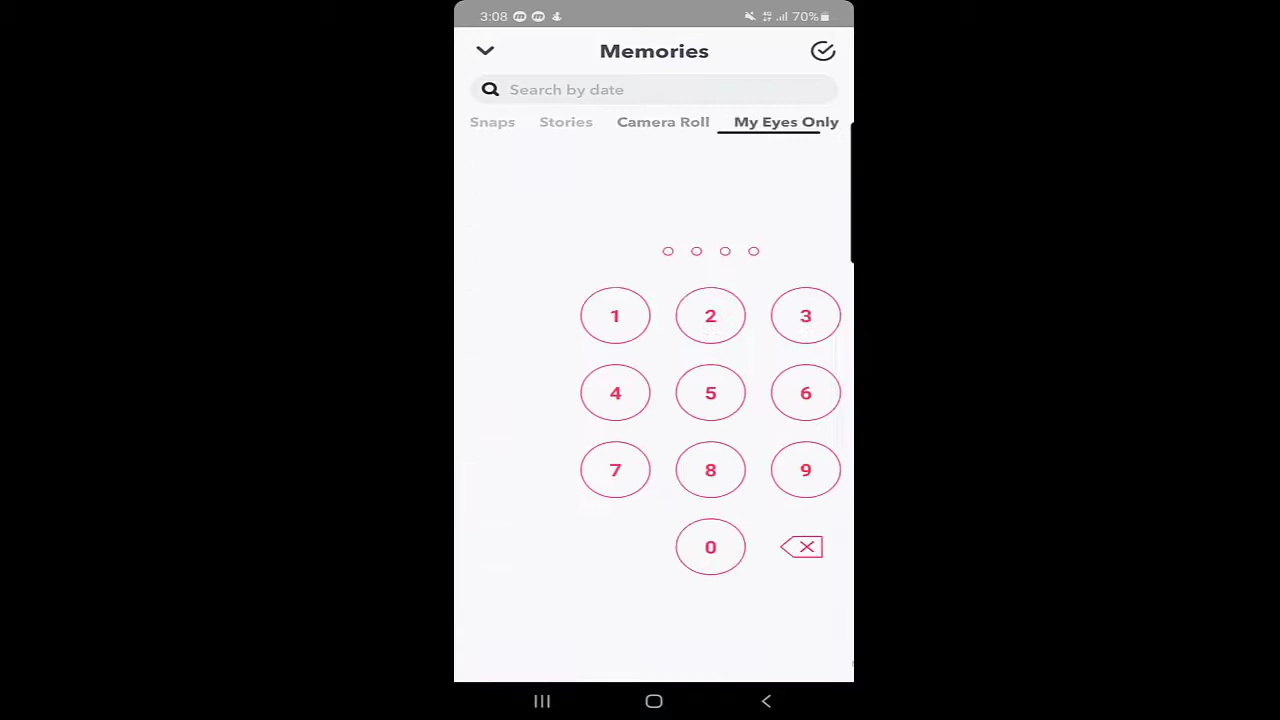 3:08 70%
Memories
Search by date
Snaps Stories Camera Roll My Eyes Only
1 2 3
4 5 6
7 8 9
0